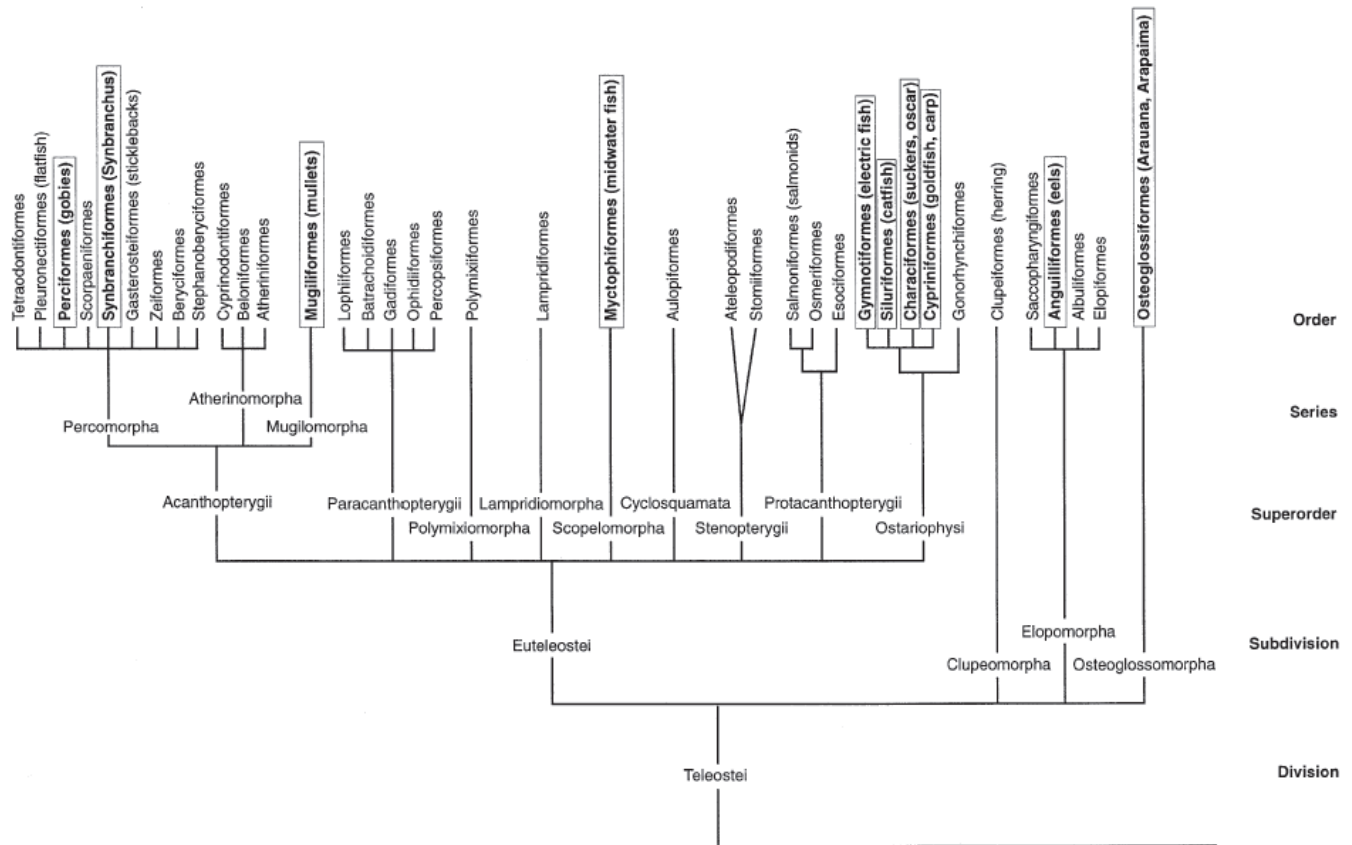 Tetradontiformes
Pleuronectiformes (flatfish)
Perciformes (gobies)
Scorpaeniformes
Synbranchiformes (Synbranchus)
Gasterosteiformes (sticklebacks)
Zeiformes
Beryciformes
Stephanoberyciformes
Cyprinodontiformes
Beloniformes
Atheriniformes
Mugiliformes (mullets)
Lophiiformes
Batrachoidiformes
Gadiformes
Ophidiiformes
Percopsiformes
Polymixiiformes
Lampridiformes
Myctophiformes (midwater fish)
Aulopiformes
Ateleopodiformes
Stomiiformes
Salmoniformes (salmonids)
Osmeriformes
Esociformes
Gymnotiformes (electric fish)
Siluriformes (catfish)
Characiformes (suckers, oscar)
Cypriniformes (goldfish, carp)
Gonorhynchiformes
Clupeiformes (herring)
Saccopharyngiformes
Anguilliformes (eels)
Albuliformes
Elopiformes
Osteoglossiformes (Arauana, Arapaima)
Order
Atherinomorpha
Percomorpha
Mugilomorpha
Series
Acanthopterygii
Paracanthopterygii
Polymixiomorpha
Lampridiomorpha
Scopelomorpha
Cyclosquamata
Stenopterygii
Protacanthopterygii
Ostariophysi
Superorder
Euteleostei
Clupeomorpha
Elopomorpha
Osteoglossomorpha
Subdivision
Teleostei
Division